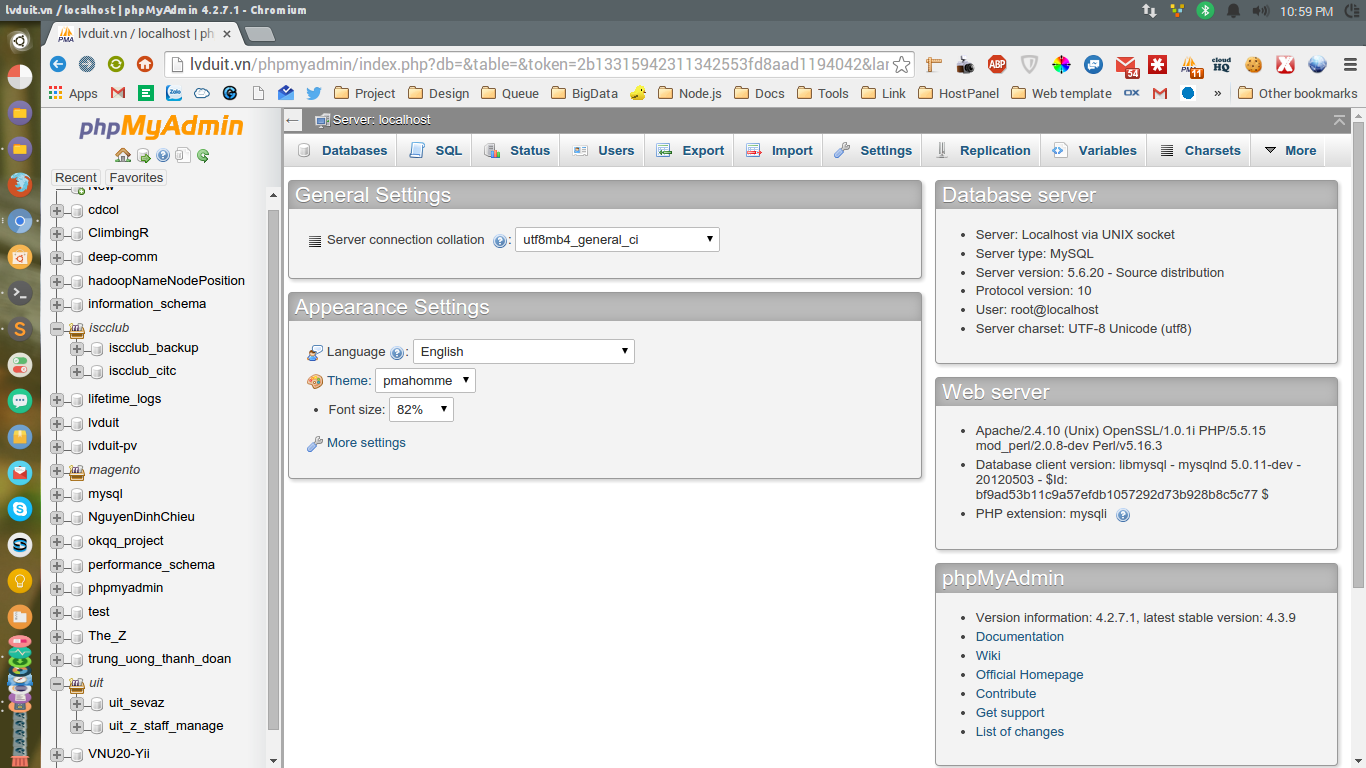 lvduit.vn / localhost | phpMyAdmin 4.2.7.1 - Chromium
10:59 PM
PMA
lvduit.vn / localhost | ph
lvduit.vn/phpmyadmin/index.php?db=&table=&token=2b13315942311342553fd8aad1194042&lan
ABP
54
11
cloud
HQ
Apps
Project
Design
Queue
BigData
Node.js
Docs
Tools
Link
HostPanel
Web template
OX
»
Other bookmarks
phpMyAdmin
Recent
Favorites
New
cdcol
ClimbingR
deep-comm
hadoopNameNodePosition
information_schema
iscclub
iscclub_backup
iscclub_citc
lifetime_logs
lvduit
lvduit-pv
magento
mysql
NguyenDinhChieu
okqq_project
performance_schema
phpmyadmin
test
The_Z
trung_uong_thanh_doan
uit
uit_sevaz
uit_z_staff_manage
VNU20-Yii
Server: localhost
Databases
SQL
Status
Users
Export
Import
Settings
Replication
Variables
Charsets
More
General Settings
Server connection collation :
utf8mb4_general_ci
Appearance Settings
Language :
English
Theme:
pmahomme
• Font size:
82%
More settings
Database server
• Server: Localhost via UNIX socket
• Server type: MySQL
• Server version: 5.6.20 - Source distribution
• Protocol version: 10
• User: root@localhost
• Server charset: UTF-8 Unicode (utf8)
Web server
• Apache/2.4.10 (Unix) OpenSSL/1.0.1i PHP/5.5.15
mod_perl/2.0.8-dev Perl/v5.16.3
• Database client version: libmysql - mysqlnd 5.0.11-dev -
20120503 - $Id:
bf9ad53b11c9a57efdb1057292d73b928b8c5c77 $
• PHP extension: mysqli
phpMyAdmin
• Version information: 4.2.7.1, latest stable version: 4.3.9
• Documentation
• Wiki
• Official Homepage
• Contribute
• Get support
• List of changes